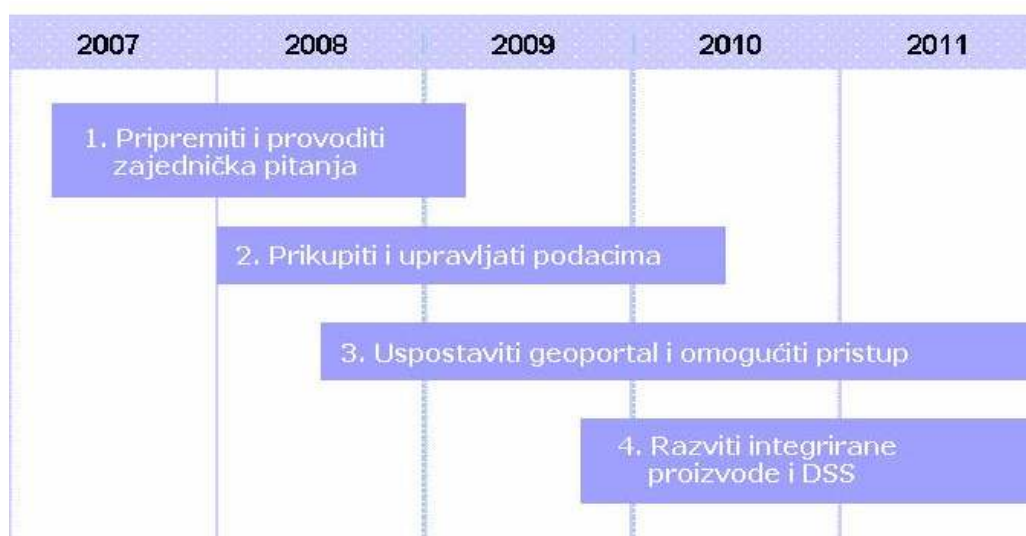 2007 2008 2009 2010 2011
1. Pripremiti i provoditi
zajednička pitanja
2. Prikupiti i upravljati podacima
3. Uspostaviti geoportal i omogućiti pristup
4. Razviti integrirane
proizvode i DSS